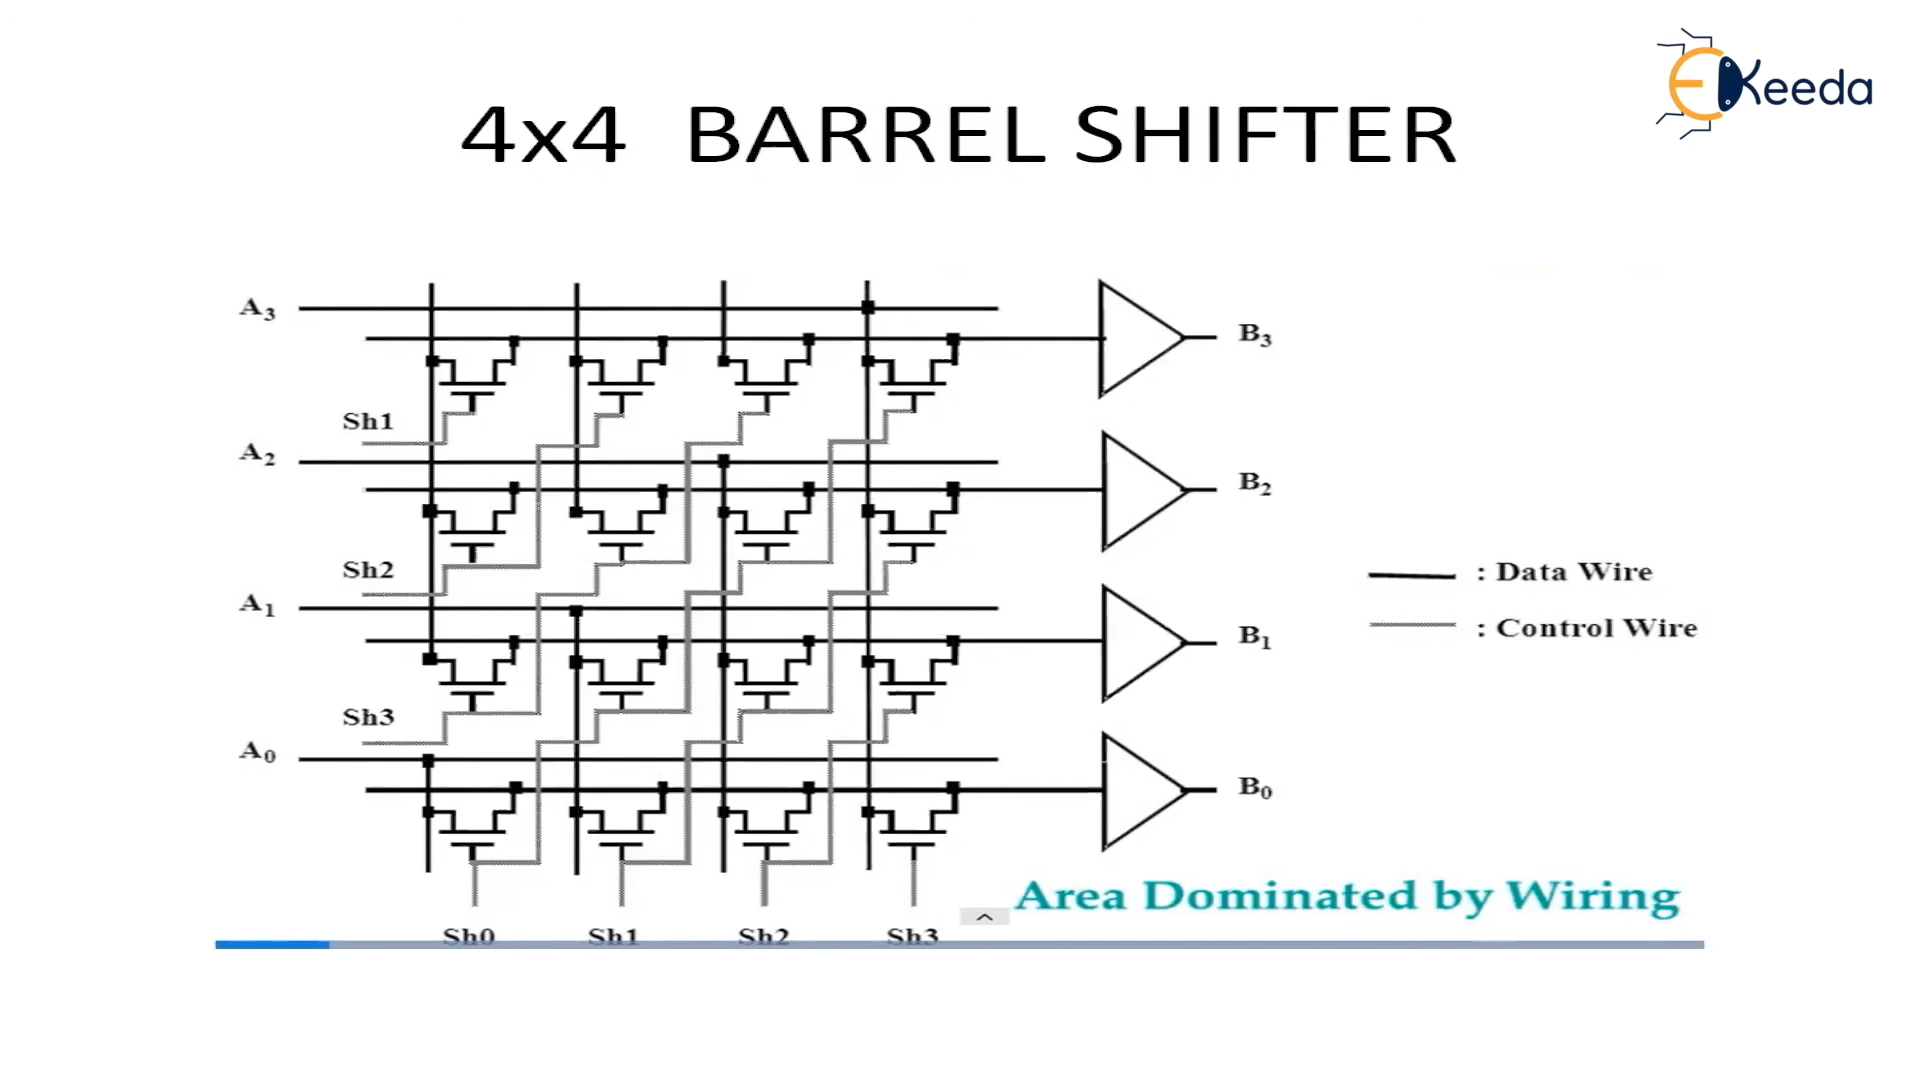 EKeeda
4x4 BARREL SHIFTER
A3
B3
Sh1
A2
B2
Sh2
: Data Wire
A1
B1
: Control Wire
Sh3
A0
B0
Area Dominated by Wiring
Sh0 Sh1 Sh2 Sh3